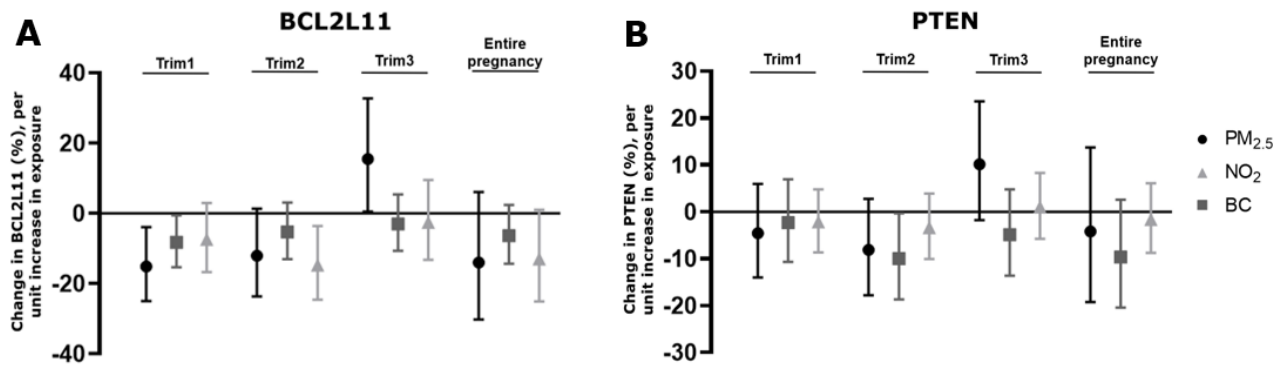 A
BCL2L11
Trim1
Trim2
Trim3
Entire
pregnancy
Change in BCL2L11 (%), per
unit increase in exposure
40
20
0
-20
-40
B
PTEN
Trim1
Trim2
Trim3
Entire
pregnancy
Change in PTEN (%), per
unit increase in exposure
30
20
10
0
-10
-20
-30
PM2.5
NO2
BC